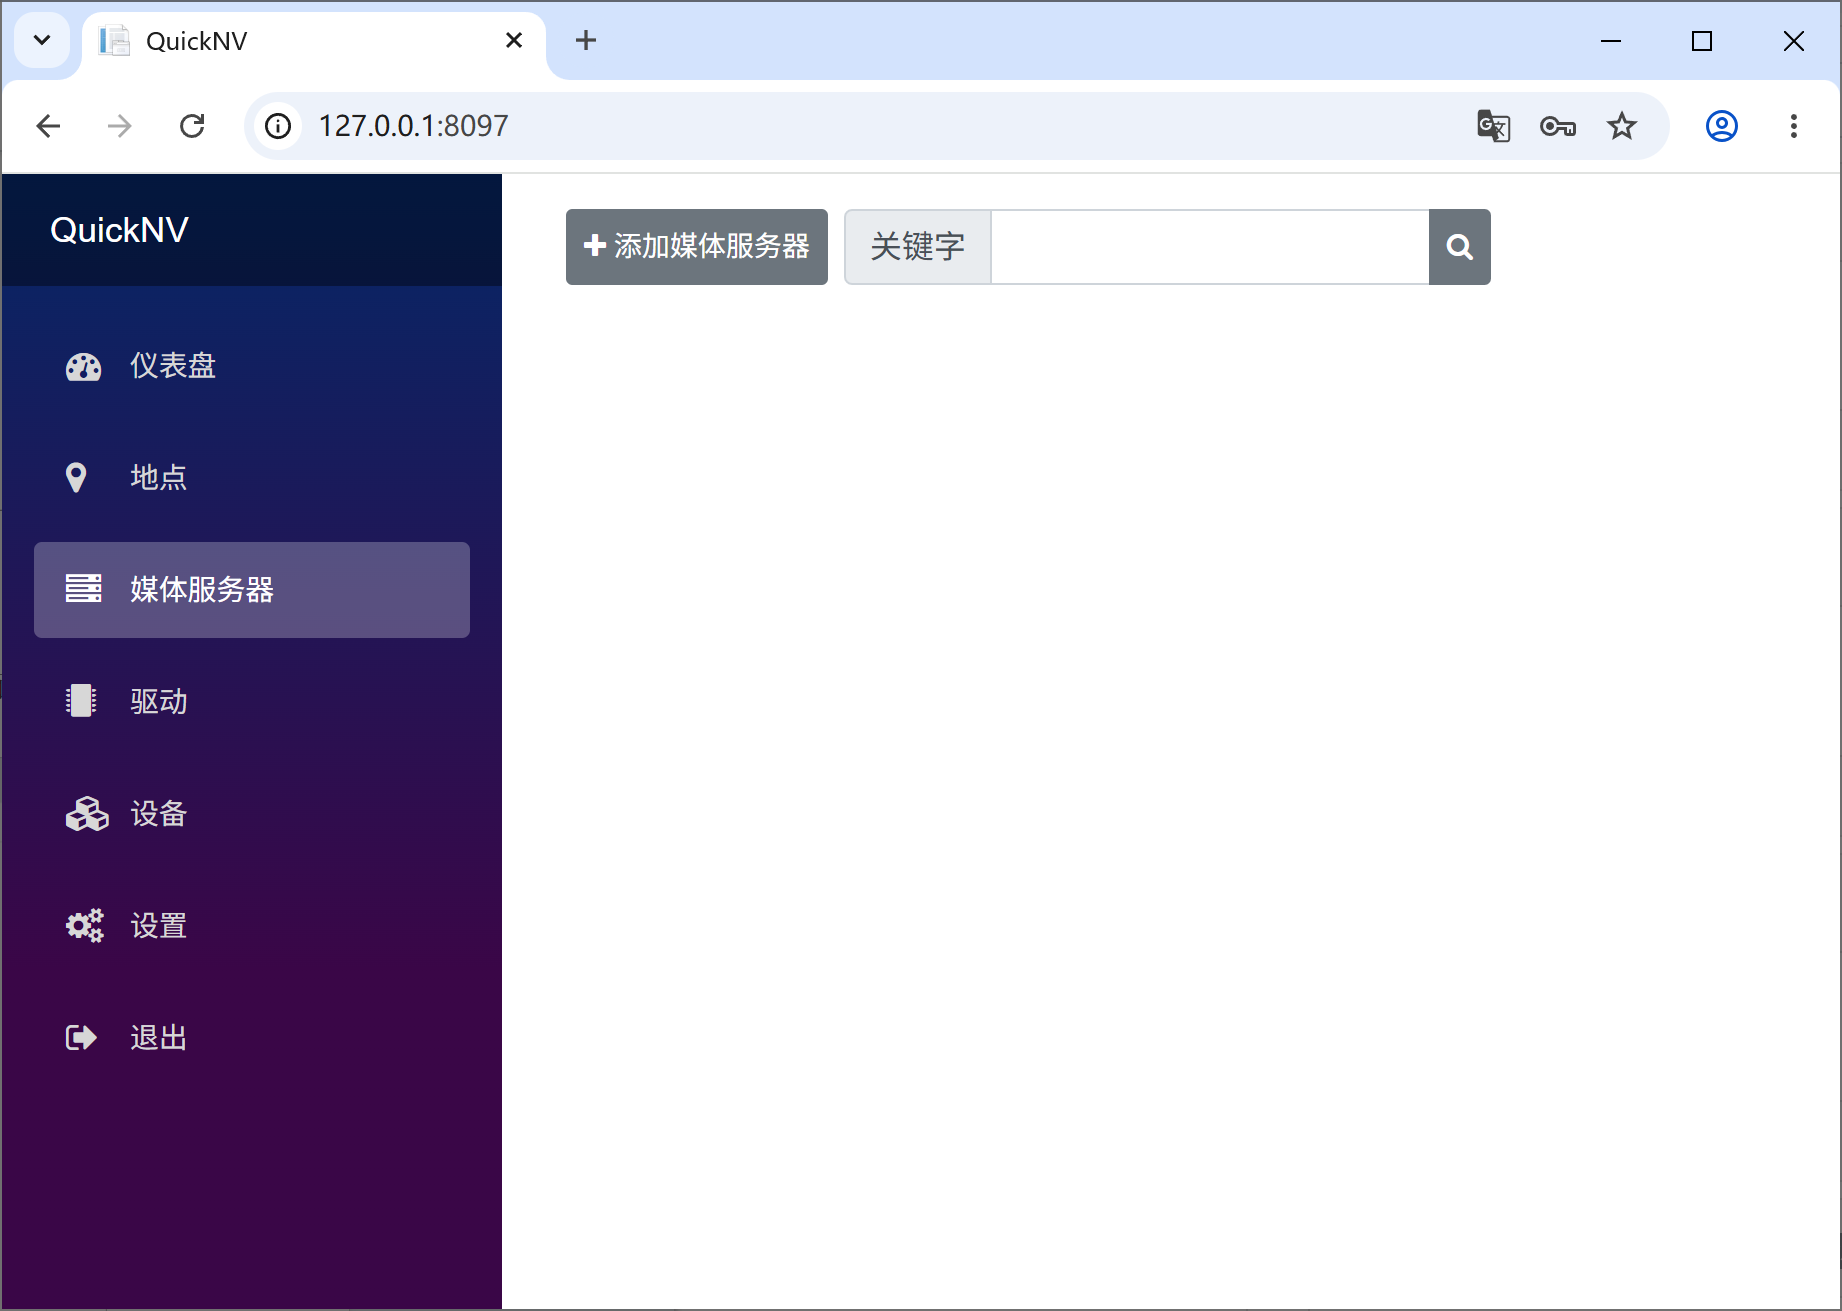 QuickNV
127.0.0.1:8097
QuickNV
添加媒体服务器
关键字
仪表盘
地点
媒体服务器
驱动
设备
设置
退出